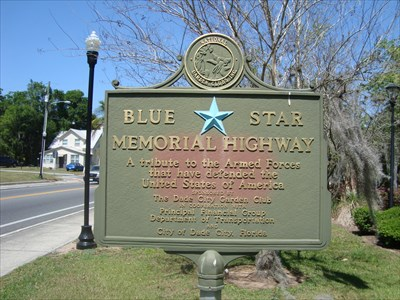 BLUE STAR
MEMORIAL HIGHWAY
A tribute to the Armed Forces
that have defended the
United States of America
The Dade City Garden Club
Principal Financial Group
Department of Transportation
City of Dade City, Florida